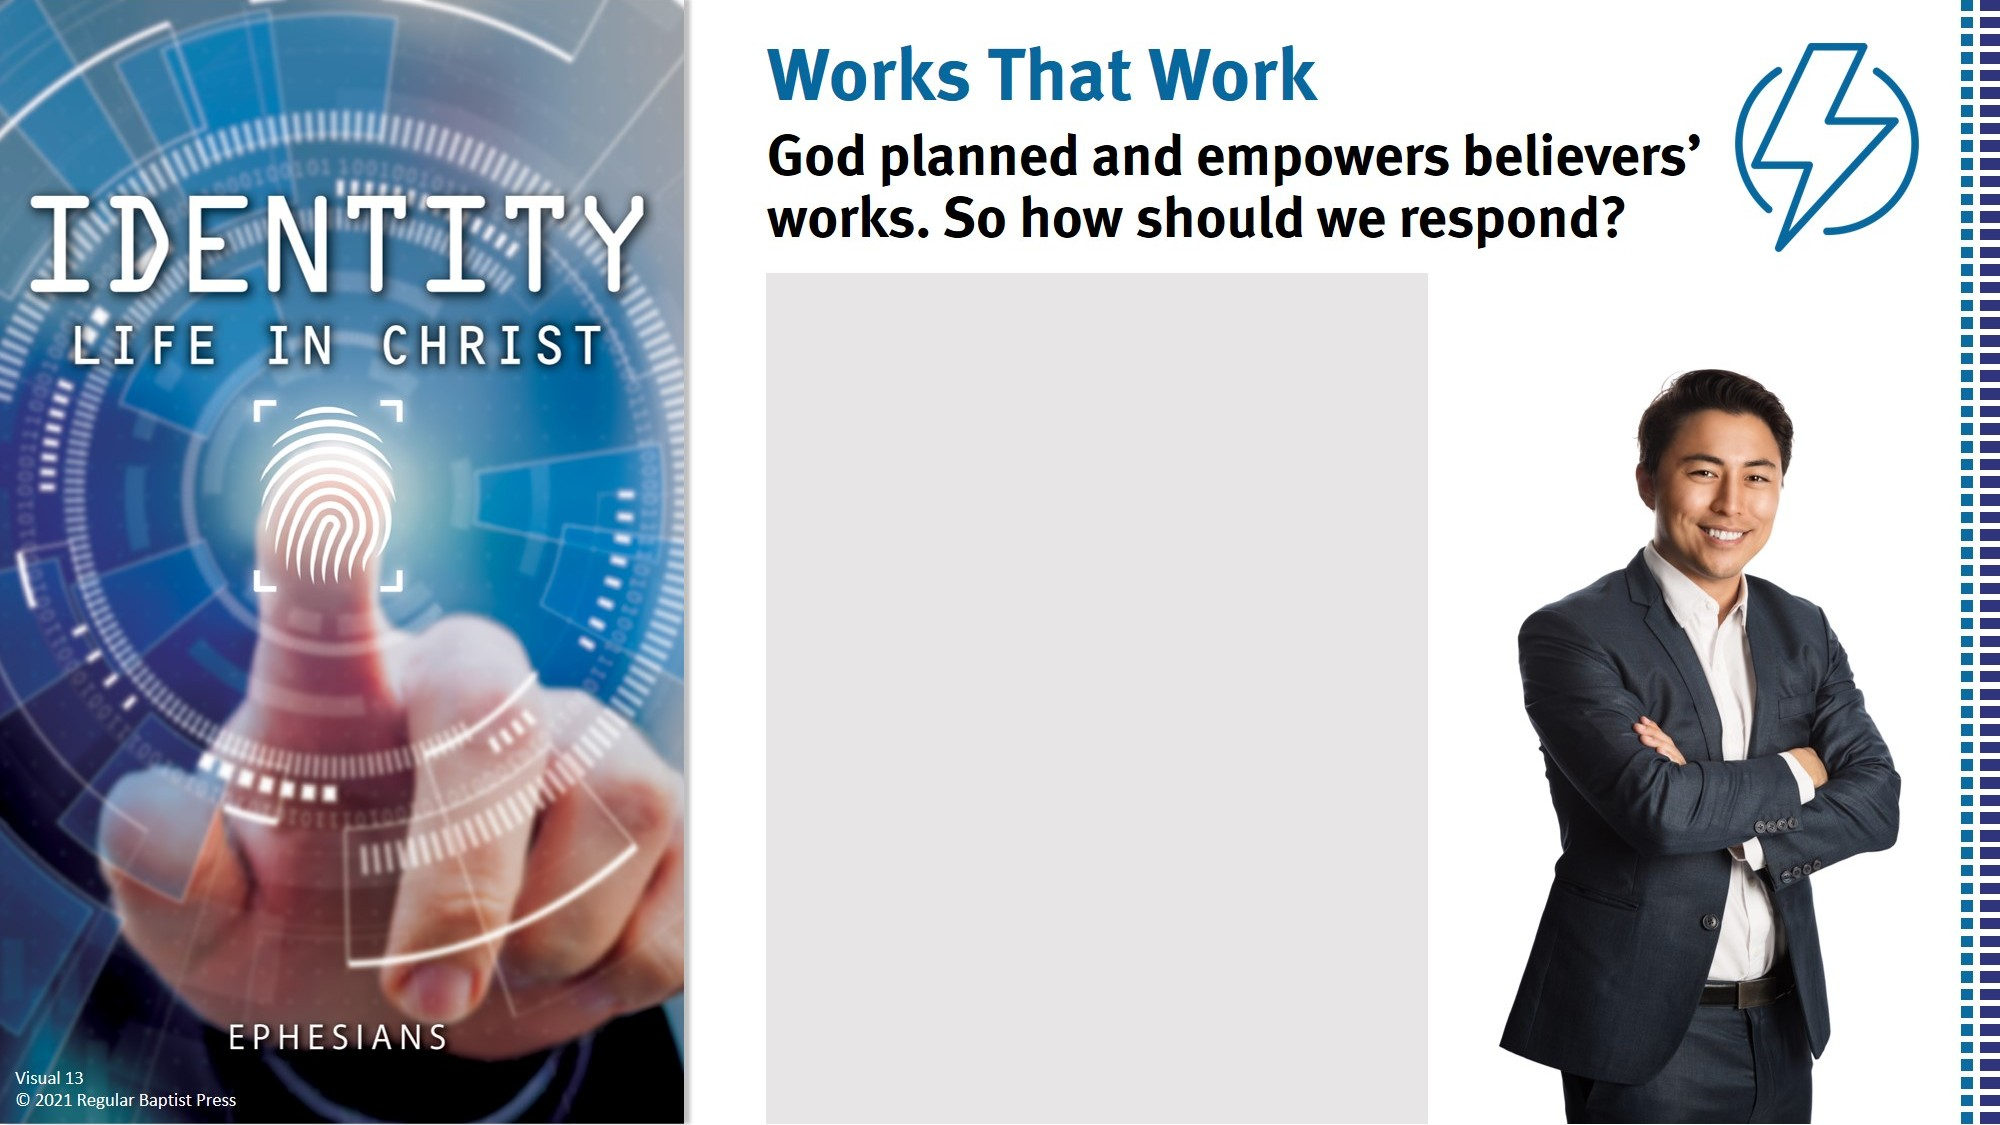 IDENTITY
LIFE IN CHRIST
EPHESIANS
Visual 13
© 2021 Regular Baptist Press
Works That Work
God planned and empowers believers’
works. So how should we respond?